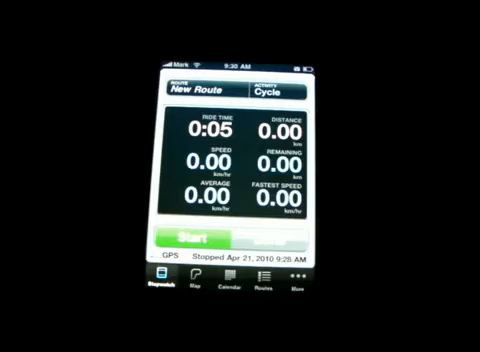 Mark 9:30 AM
ROUTE ACTIVITY
New Route Cycle
RIDE TIME DISTANCE
0:05 0.00
km
SPEED REMAINING
0.00 0.00
km/hr km
AVERAGE FASTEST SPEED
0.00 0.00
km/hr km/hr
Start
GPS Stopped Apr 21, 2010 9:28 AM
Stopwatch Map Calendar Routes More